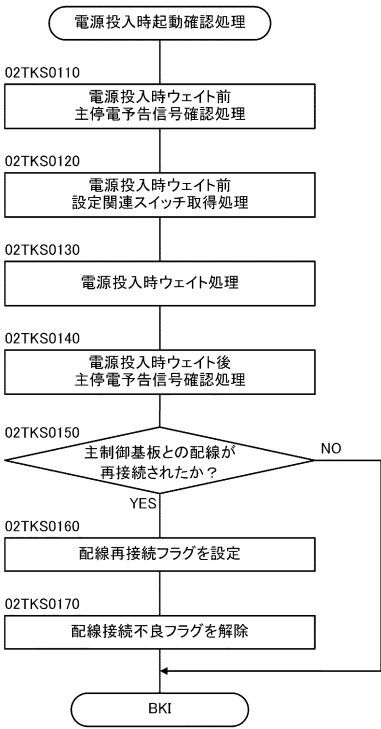 電源投入時起動確認処理
02TKS0110
電源投入時ウェイト前
主停電予告信号確認処理
02TKS0120
電源投入時ウェイト前
設定関連スイッチ取得処理
02TKS0130
電源投入時ウェイト処理
02TKS0140
電源投入時ウェイト後
主停電予告信号確認処理
02TKS0150
主制御基板との配線が
再接続されたか？
NO
YES
02TKS0160
配線再接続フラグを設定
02TKS0170
配線接続不良フラグを解除
BKI